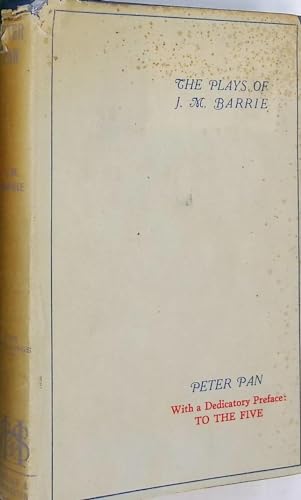 THE PLAYS OF
J. M. BARRIE
PETER PAN
With a Dedicatory Preface:
TO THE FIVE